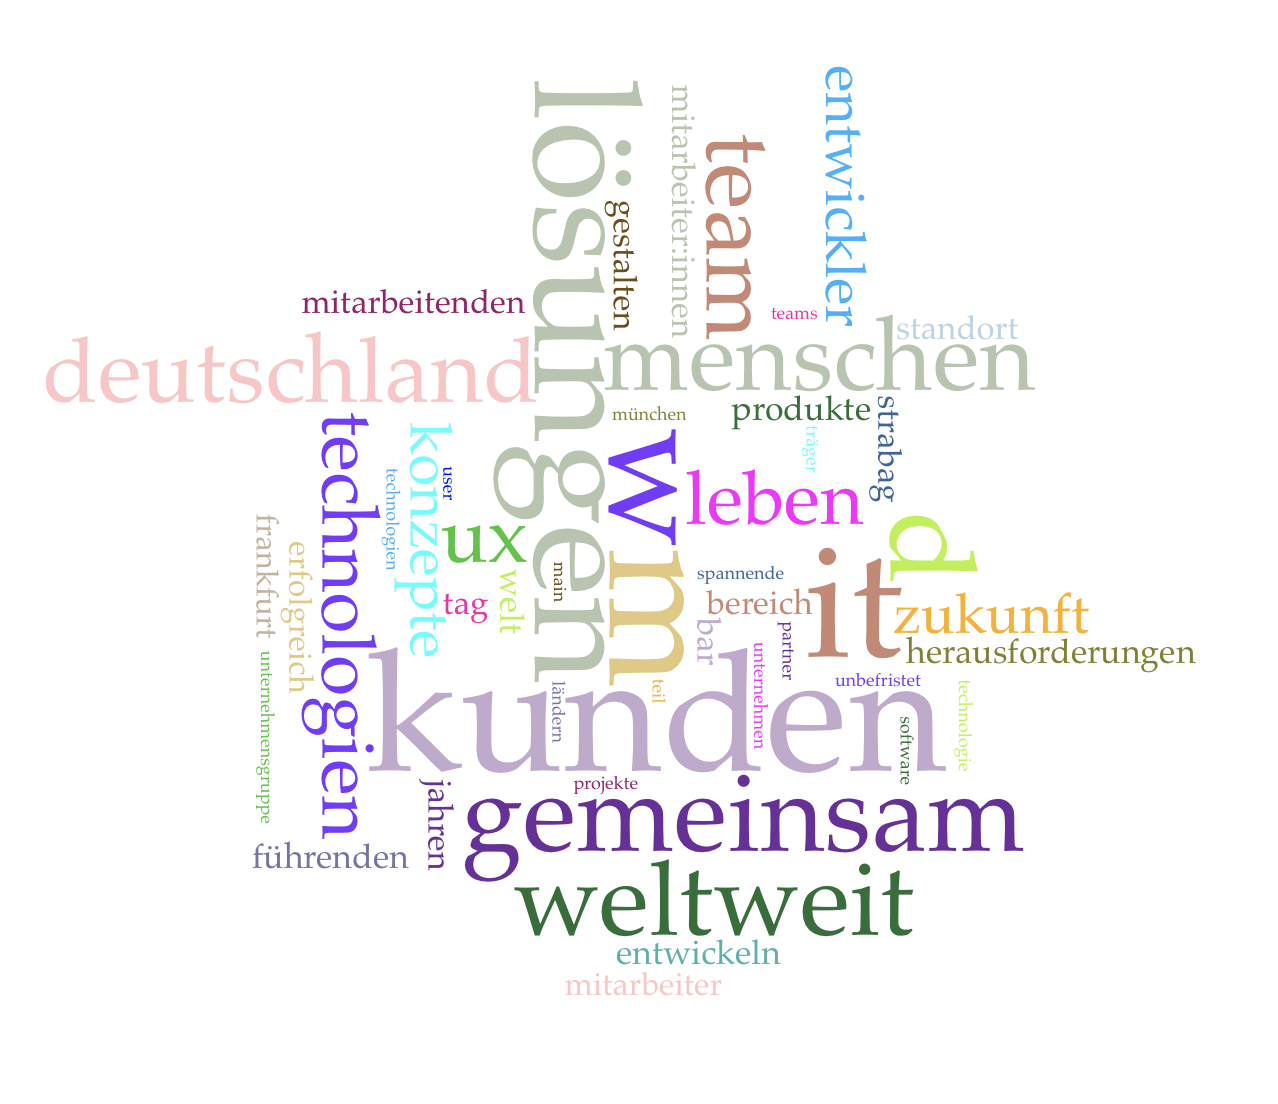 entwickler
lösungen
mitarbeiter:innen
team
gestalten
mitarbeitenden
teams
standort
menschen
deutschland
produkte
strabag
münchen
technologien
konzepte
träger
w
user
technologien
leben
ux
d
frankfurt
erfolgreich
m
it
main
welt
spannende
bereich
tag
zukunft
bar
partner
herausforderungen
unternehmen
unternehmensgruppe
kunden
unbefristet
teil
ländern
technologie
software
projekte
gemeinsam
jahren
führenden
weltweit
entwickeln
mitarbeiter